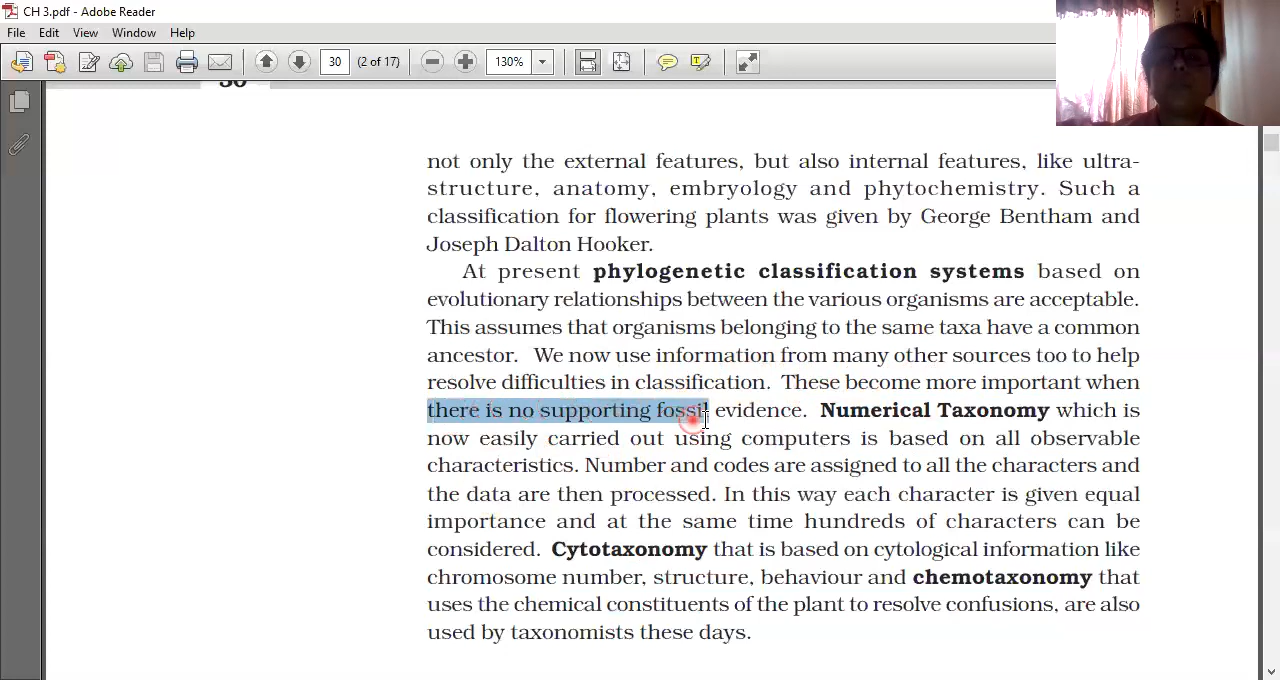 CH 3.pdf - Adobe Reader
File Edit View Window Help
30 (2 of 17) 130%
30
not only the external features, but also internal features, like ultra-
structure, anatomy, embryology and phytochemistry. Such a
classification for flowering plants was given by George Bentham and
Joseph Dalton Hooker.
At present phylogenetic classification systems based on
evolutionary relationships between the various organisms are acceptable.
This assumes that organisms belonging to the same taxa have a common
ancestor. We now use information from many other sources too to help
resolve difficulties in classification. These become more important when
there is no supporting fossil evidence. Numerical Taxonomy which is
now easily carried out using computers is based on all observable
characteristics. Number and codes are assigned to all the characters and
the data are then processed. In this way each character is given equal
importance and at the same time hundreds of characters can be
considered. Cytotaxonomy that is based on cytological information like
chromosome number, structure, behaviour and chemotaxonomy that
uses the chemical constituents of the plant to resolve confusions, are also
used by taxonomists these days.